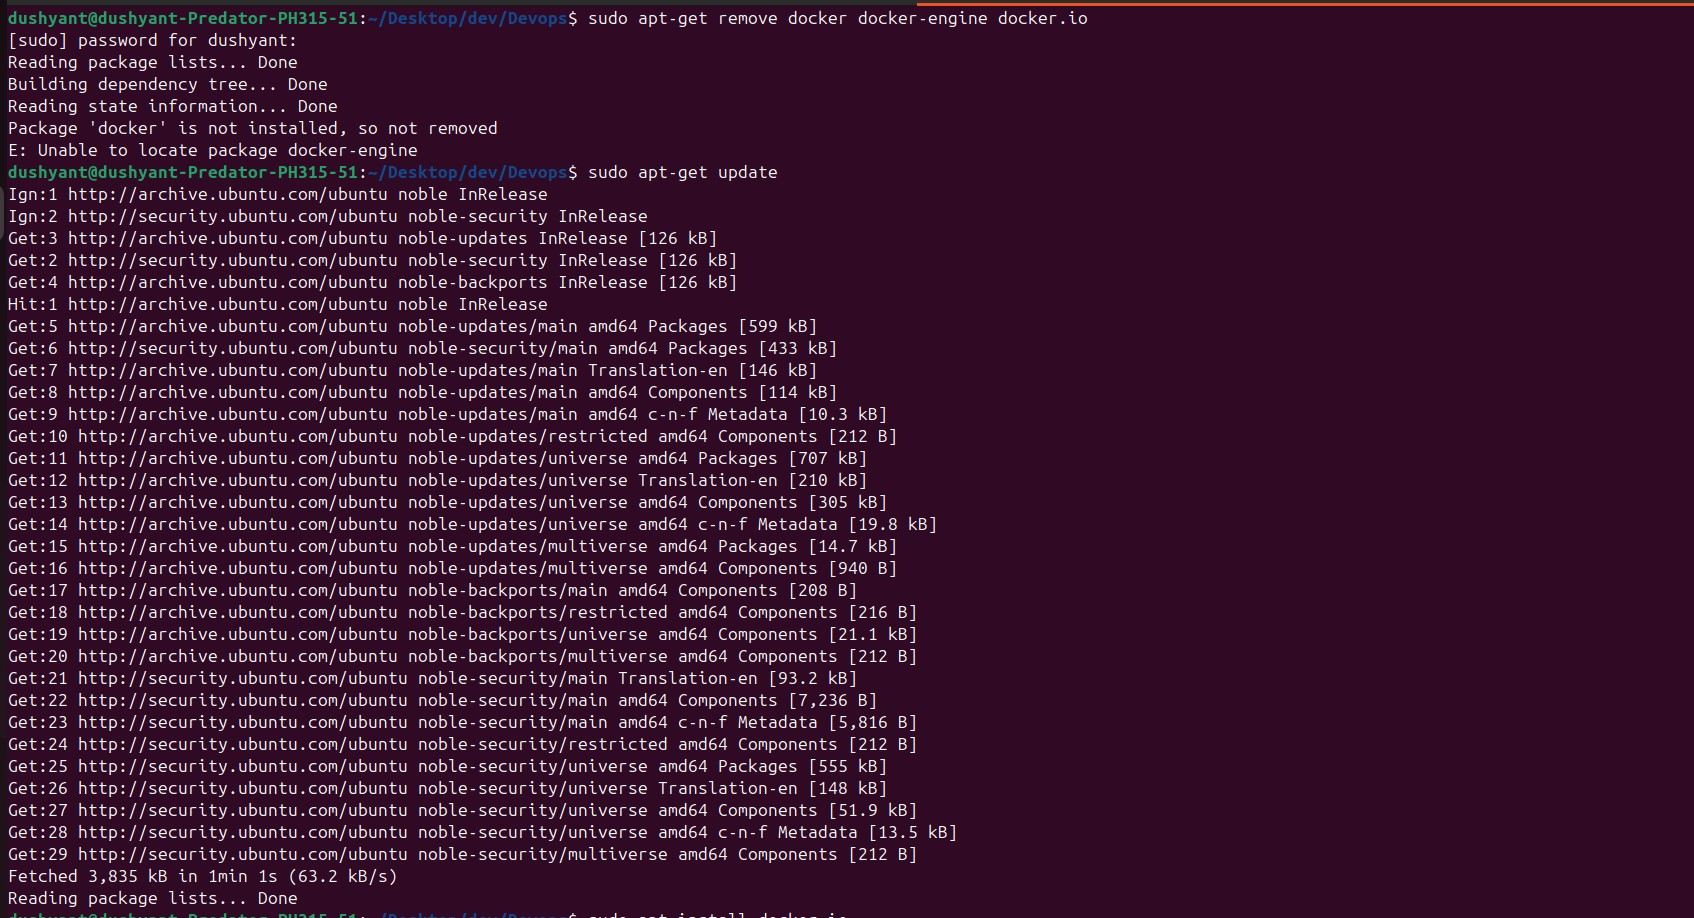 dushyant@dushyant-Predator-PH315-51:~/Desktop/dev/Devops$ sudo apt-get remove docker docker-engine docker.io
[sudo] password for dushyant:
Reading package lists... Done
Building dependency tree... Done
Reading state information... Done
Package 'docker' is not installed, so not removed
E: Unable to locate package docker-engine
dushyant@dushyant-Predator-PH315-51:~/Desktop/dev/Devops$ sudo apt-get update
Ign:1 http://archive.ubuntu.com/ubuntu noble InRelease
Ign:2 http://security.ubuntu.com/ubuntu noble-security InRelease
Get:3 http://archive.ubuntu.com/ubuntu noble-updates InRelease [126 kB]
Get:2 http://security.ubuntu.com/ubuntu noble-security InRelease [126 kB]
Get:4 http://archive.ubuntu.com/ubuntu noble-backports InRelease [126 kB]
Hit:1 http://archive.ubuntu.com/ubuntu noble InRelease
Get:5 http://archive.ubuntu.com/ubuntu noble-updates/main amd64 Packages [599 kB]
Get:6 http://security.ubuntu.com/ubuntu noble-security/main amd64 Packages [433 kB]
Get:7 http://archive.ubuntu.com/ubuntu noble-updates/main Translation-en [146 kB]
Get:8 http://archive.ubuntu.com/ubuntu noble-updates/main amd64 Components [114 kB]
Get:9 http://archive.ubuntu.com/ubuntu noble-updates/main amd64 c-n-f Metadata [10.3 kB]
Get:10 http://archive.ubuntu.com/ubuntu noble-updates/restricted amd64 Components [212 B]
Get:11 http://archive.ubuntu.com/ubuntu noble-updates/universe amd64 Packages [707 kB]
Get:12 http://archive.ubuntu.com/ubuntu noble-updates/universe Translation-en [210 kB]
Get:13 http://archive.ubuntu.com/ubuntu noble-updates/universe amd64 Components [305 kB]
Get:14 http://archive.ubuntu.com/ubuntu noble-updates/universe amd64 c-n-f Metadata [19.8 kB]
Get:15 http://archive.ubuntu.com/ubuntu noble-updates/multiverse amd64 Packages [14.7 kB]
Get:16 http://archive.ubuntu.com/ubuntu noble-updates/multiverse amd64 Components [940 B]
Get:17 http://archive.ubuntu.com/ubuntu noble-backports/main amd64 Components [208 B]
Get:18 http://archive.ubuntu.com/ubuntu noble-backports/restricted amd64 Components [216 B]
Get:19 http://archive.ubuntu.com/ubuntu noble-backports/universe amd64 Components [21.1 kB]
Get:20 http://archive.ubuntu.com/ubuntu noble-backports/multiverse amd64 Components [212 B]
Get:21 http://security.ubuntu.com/ubuntu noble-security/main Translation-en [93.2 kB]
Get:22 http://security.ubuntu.com/ubuntu noble-security/main amd64 Components [7,236 B]
Get:23 http://security.ubuntu.com/ubuntu noble-security/main amd64 c-n-f Metadata [5,816 B]
Get:24 http://security.ubuntu.com/ubuntu noble-security/restricted amd64 Components [212 B]
Get:25 http://security.ubuntu.com/ubuntu noble-security/universe amd64 Packages [555 kB]
Get:26 http://security.ubuntu.com/ubuntu noble-security/universe Translation-en [148 kB]
Get:27 http://security.ubuntu.com/ubuntu noble-security/universe amd64 Components [51.9 kB]
Get:28 http://security.ubuntu.com/ubuntu noble-security/universe amd64 c-n-f Metadata [13.5 kB]
Get:29 http://security.ubuntu.com/ubuntu noble-security/multiverse amd64 Components [212 B]
Fetched 3,835 kB in 1min 1s (63.2 kB/s)
Reading package lists... Done
dushyant@dushyant-Predator-PH315-51:~/Desktop/dev/Devops$ sudo apt install docker.io